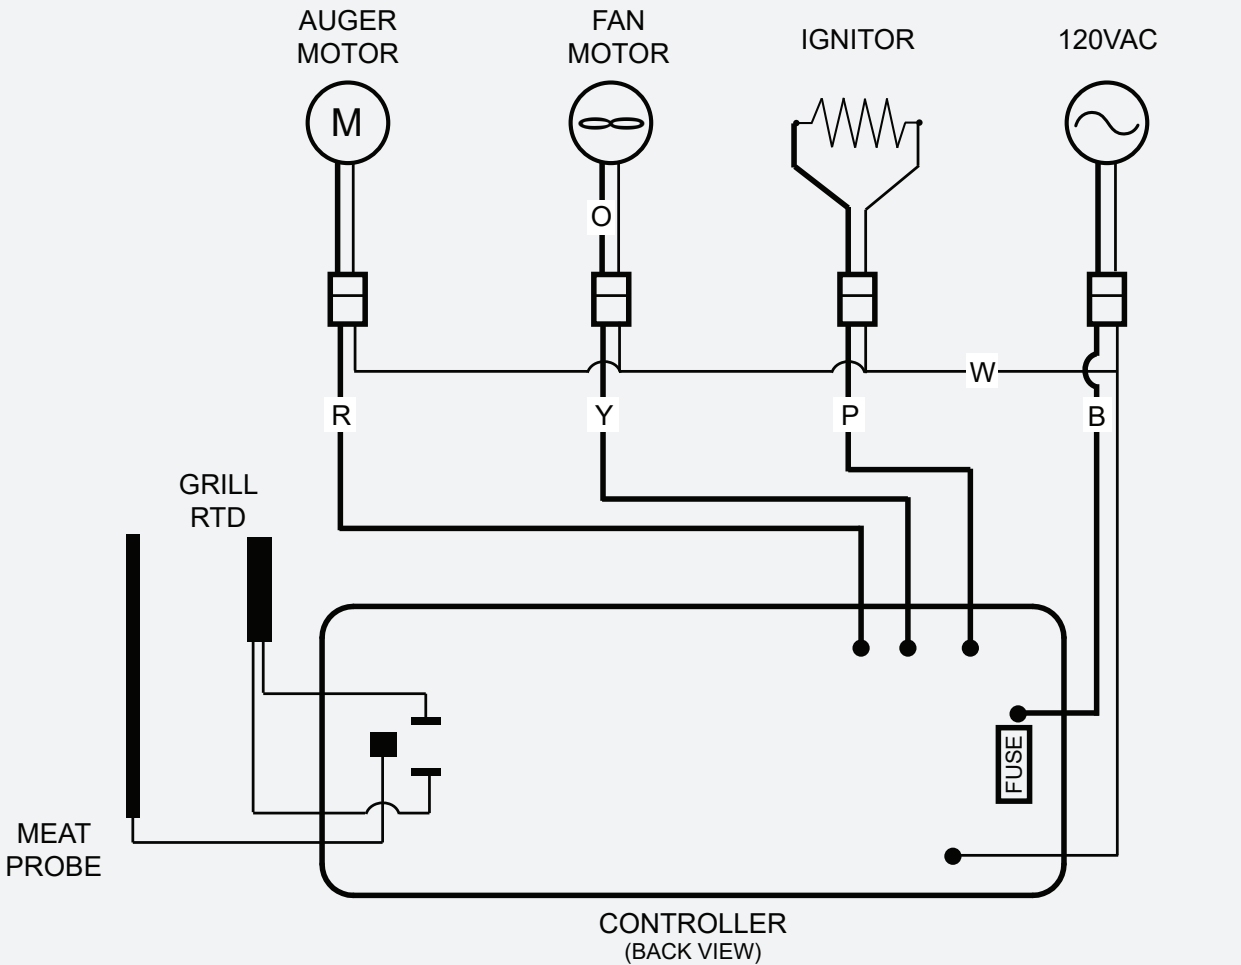 AUGER
MOTOR
FAN
MOTOR
IGNITOR
120VAC
M
O
W
R
Y
P
B
GRILL
RTD
FUSE
MEAT
PROBE
CONTROLLER
(BACK VIEW)